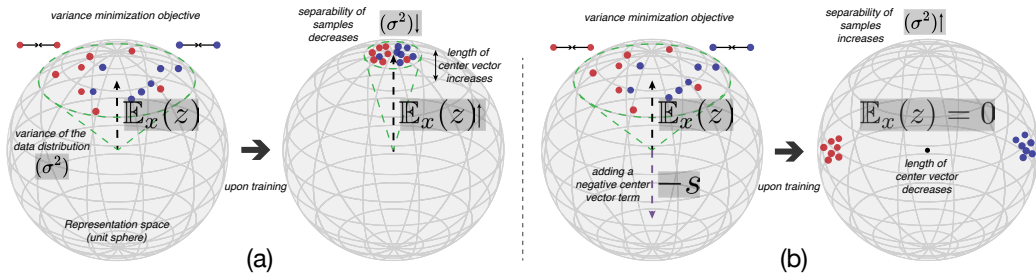 variance minimization objective
𝔼ₓ(z)
variance of the
data distribution
(σ²)
Representation space
(unit sphere)
upon training
separability of
samples
decreases
(σ²)↓
length of
center vector
increases
𝔼ₓ(z)↑
(a)
variance minimization objective
𝔼ₓ(z)
adding a
negative center
vector term
−s
upon training
separability of
samples
increases
(σ²)↑
𝔼ₓ(z) = 0
length of
center vector
decreases
(b)